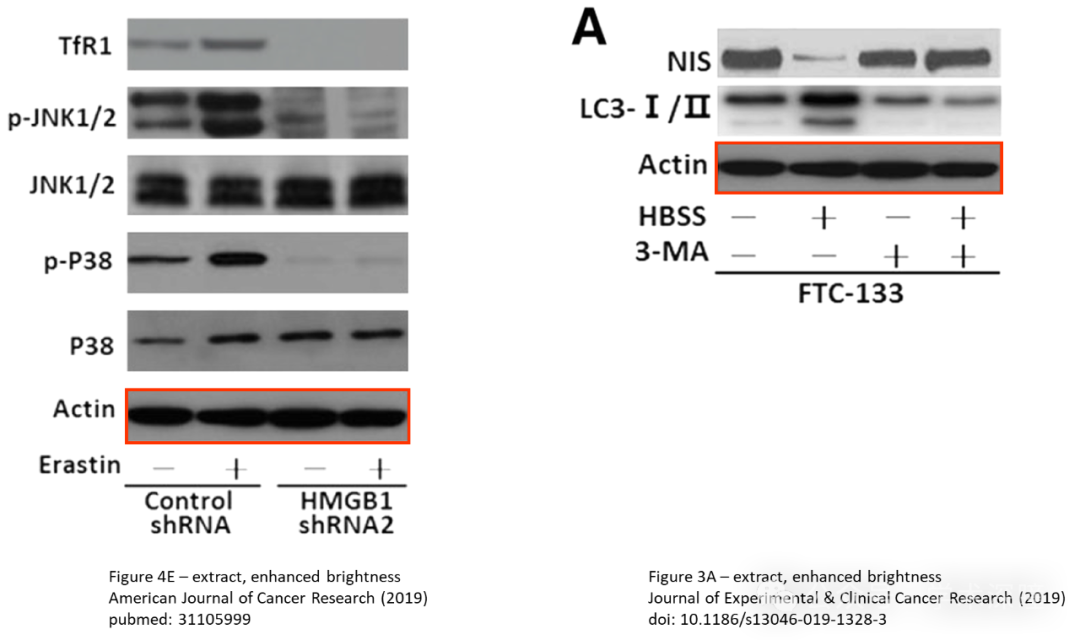 TfR1
p-JNK1/2
JNK1/2
p-P38
P38
Actin
Erastin — + — +
Control HMGB1
shRNA shRNA2
Figure 4E – extract, enhanced brightness
American Journal of Cancer Research (2019)
pubmed: 31105999
A
NIS
LC3-Ⅰ/Ⅱ
Actin
HBSS — + — +
3-MA — — + +
FTC-133
Figure 3A – extract, enhanced brightness
Journal of Experimental & Clinical Cancer Research (2019)
doi: 10.1186/s13046-019-1328-3